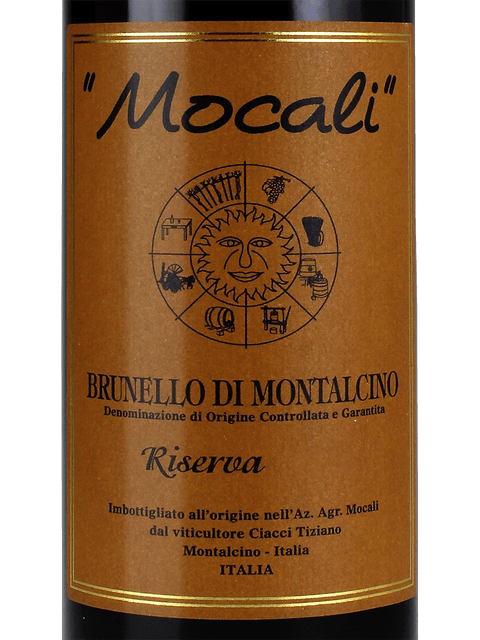 "Mocali"
BRUNELLO DI MONTALCINO
Denominazione di Origine Controllata e Garantita
Riserva
Imbottigliato all'origine nell'Az. Agr. Mocali
dal viticultore Ciacci Tiziano
Montalcino - Italia
ITALIA